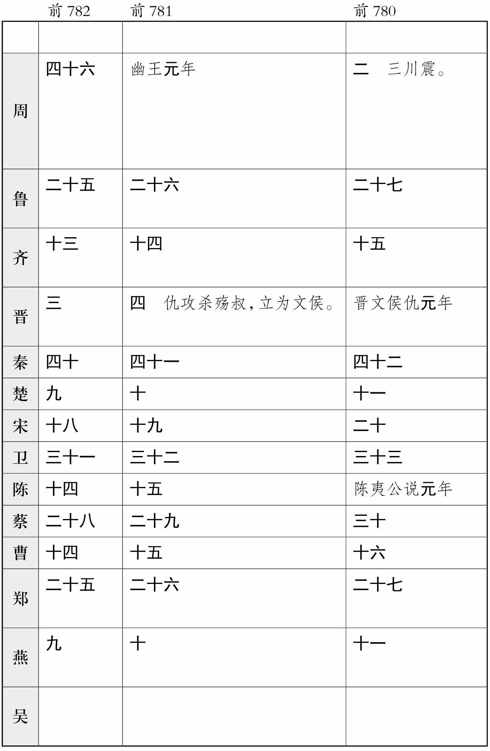 前 782 前 781 前 780
周 四十六 幽王元年 二 三川震。
鲁 二十五 二十六 二十七
齐 十三 十四 十五
晋 三 四 仇攻杀殇叔，立为文侯。 晋文侯仇元年
秦 四十 四十一 四十二
楚 九 十 十一
宋 十八 十九 二十
卫 三十一 三十二 三十三
陈 十四 十五 陈夷公说元年
蔡 二十八 二十九 三十
曹 十四 十五 十六
郑 二十五 二十六 二十七
燕 九 十 十一
吴